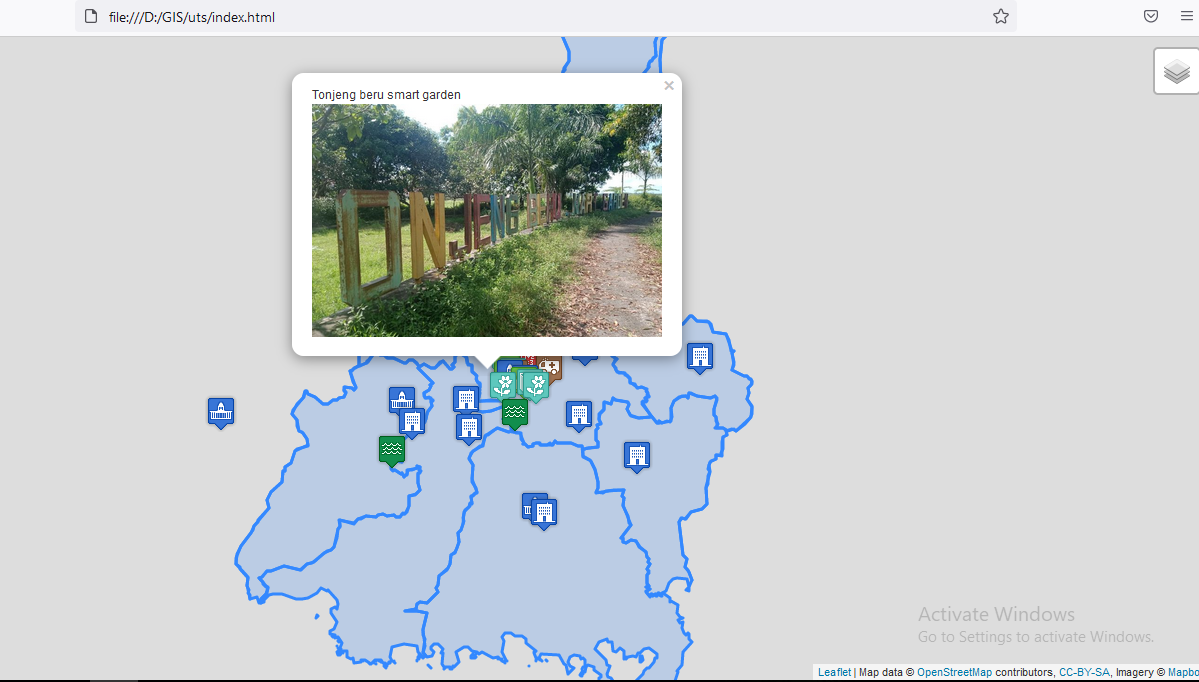 file:///D:/GIS/uts/index.html
×
Tonjeng beru smart garden
ONJENG BERU
Activate Windows
Go to Settings to activate Windows.
Leaflet | Map data © OpenStreetMap contributors, CC-BY-SA, Imagery © Mapbo